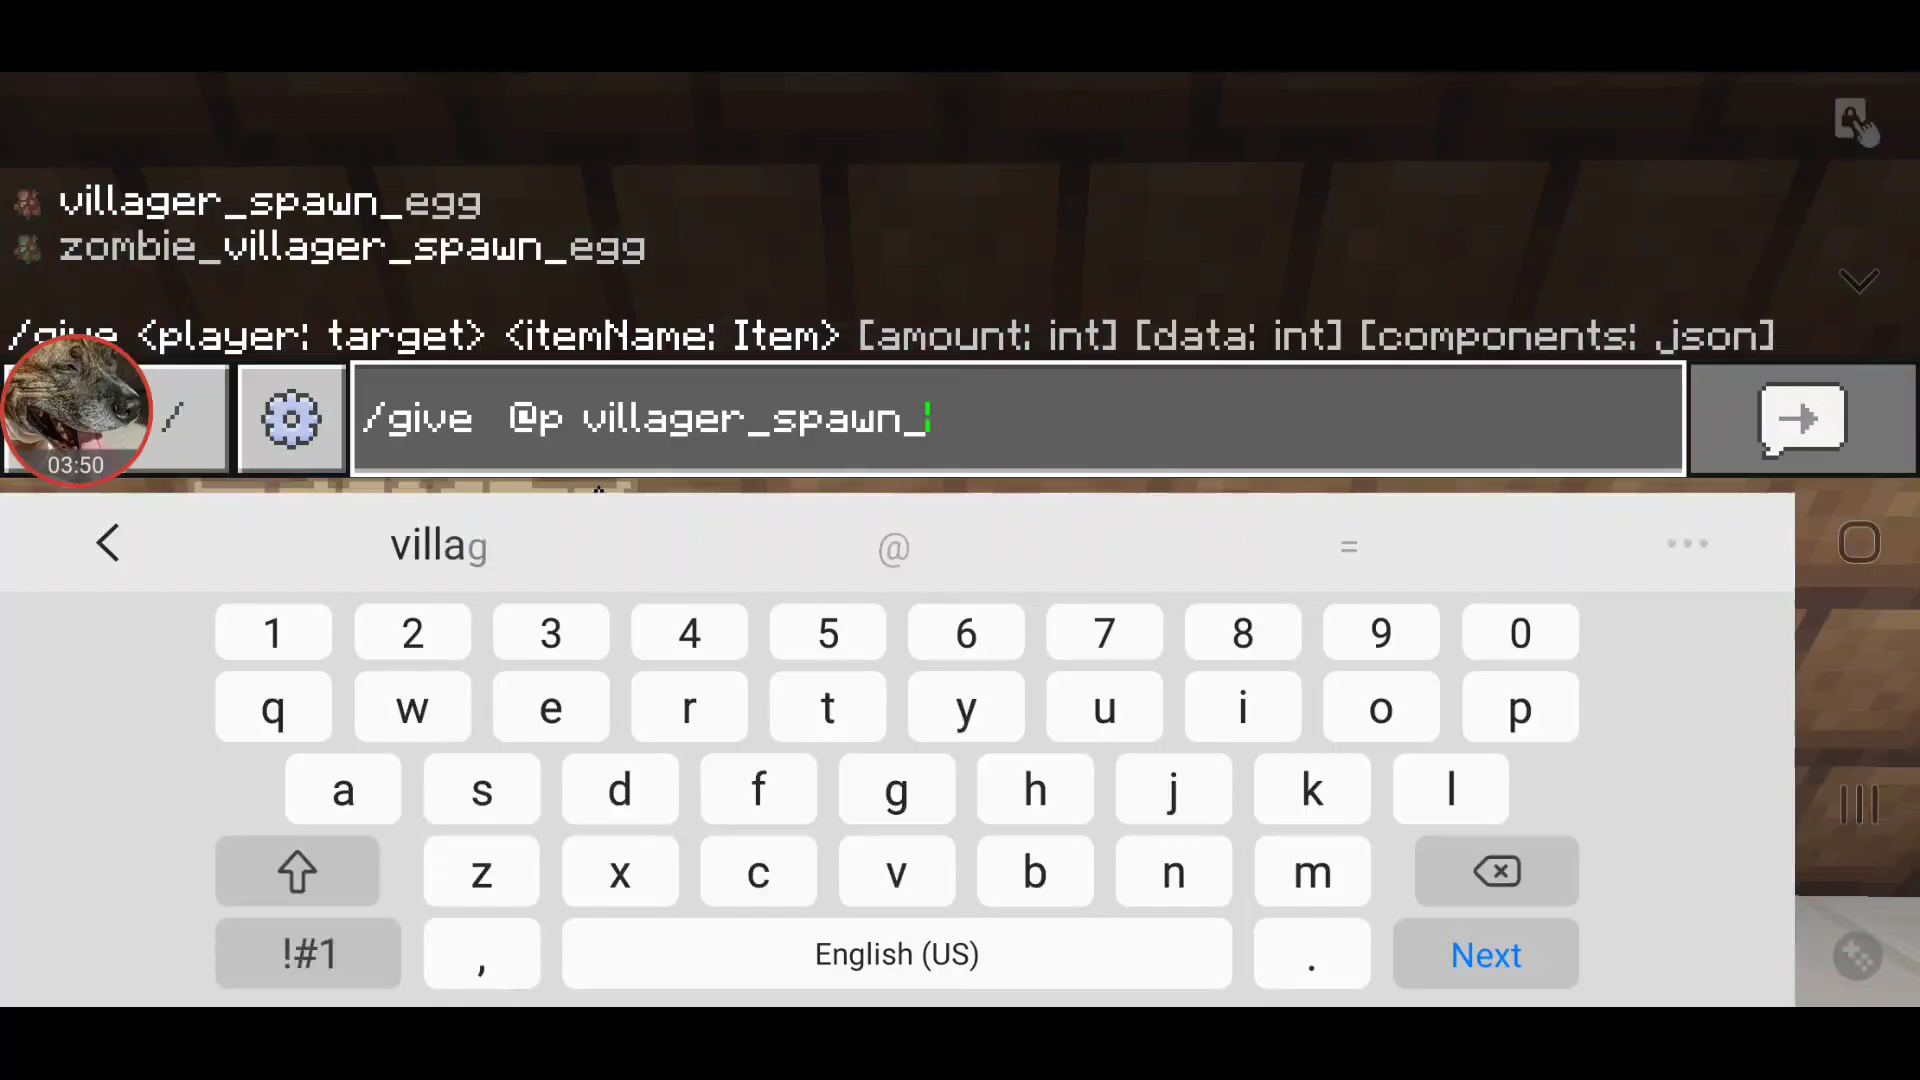 villager_spawn_egg
zombie_villager_spawn_egg
/give <player: target> <itemName: Item> [amount: int] [data: int] [components: json]
/ /give  @p villager_spawn_
03:50
villag @ = 
1 2 3 4 5 6 7 8 9 0
q w e r t y u i o p
a s d f g h j k l
z x c v b n m
!#1 , English (US) . Next